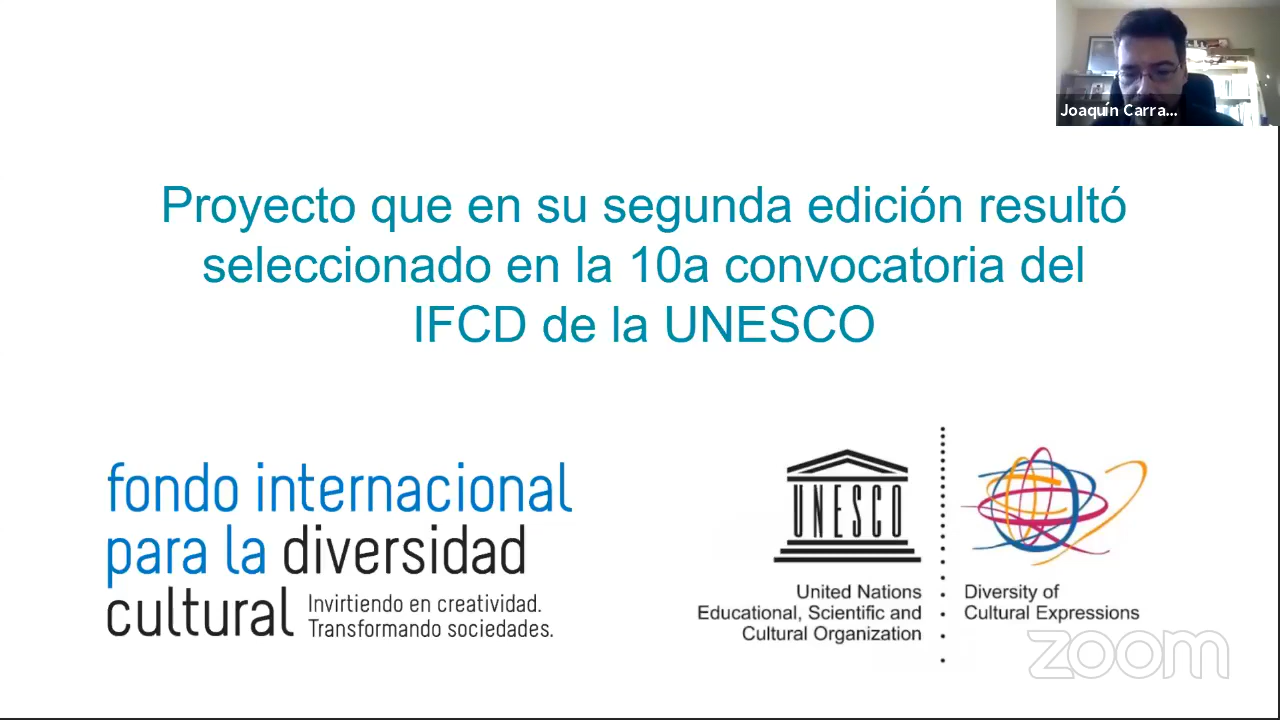 Joaquín Carra...
Proyecto que en su segunda edición resultó
seleccionado en la 10a convocatoria del
IFCD de la UNESCO
fondo internacional
para la diversidad
cultural
Invirtiendo en creatividad.
Transformando sociedades.
UNESCO
United Nations
Educational, Scientific and
Cultural Organization
Diversity of
Cultural Expressions
zoom